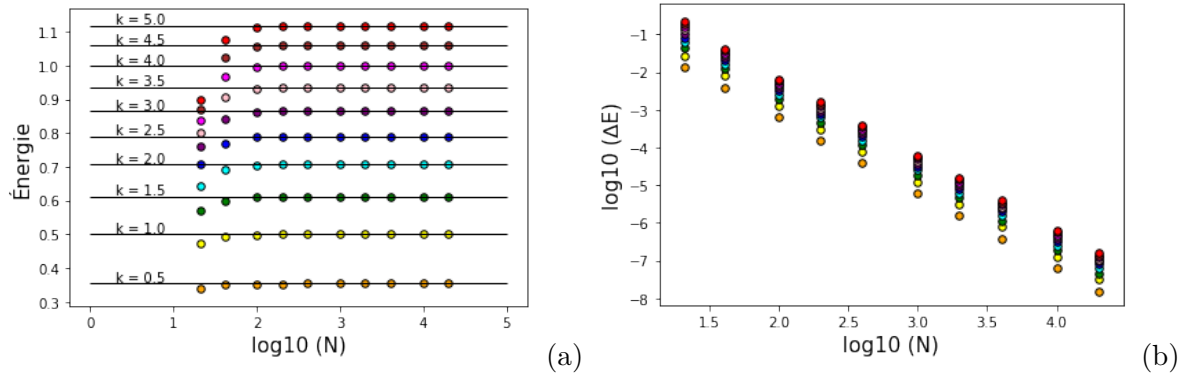 k = 5.0
k = 4.5
k = 4.0
k = 3.5
k = 3.0
k = 2.5
k = 2.0
k = 1.5
k = 1.0
k = 0.5
1.1
1.0
0.9
0.8
0.7
0.6
0.5
0.4
0.3
Énergie
0 1 2 3 4 5
log10 (N)
(a)
−1
−2
−3
−4
−5
−6
−7
−8
log10 (ΔE)
1.5 2.0 2.5 3.0 3.5 4.0
log10 (N)
(b)